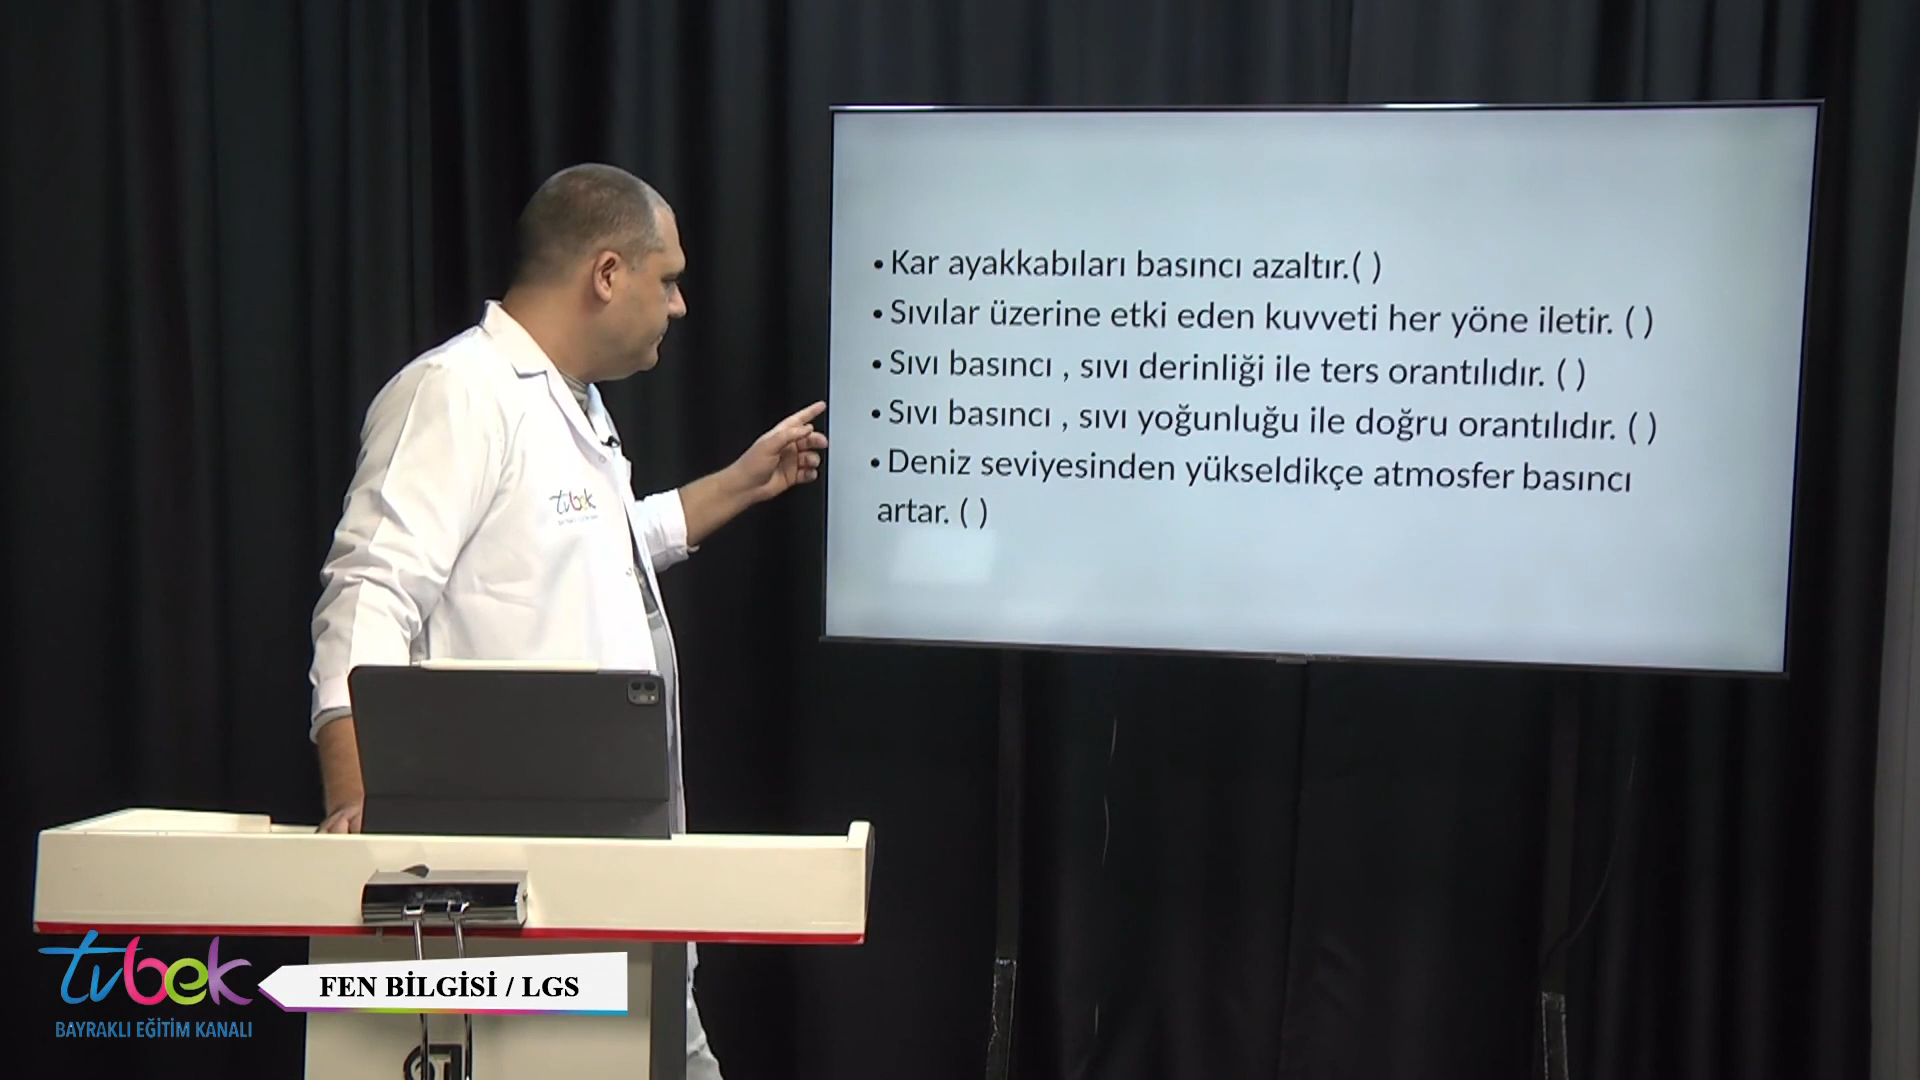 • Kar ayakkabıları basıncı azaltır.( )
• Sıvılar üzerine etki eden kuvveti her yöne iletir. ( )
• Sıvı basıncı , sıvı derinliği ile ters orantılıdır. ( )
• Sıvı basıncı , sıvı yoğunluğu ile doğru orantılıdır. ( )
• Deniz seviyesinden yükseldikçe atmosfer basıncı
artar. ( )
tvbek
tvbek
FEN BİLGİSİ / LGS
BAYRAKLI EĞİTİM KANALI